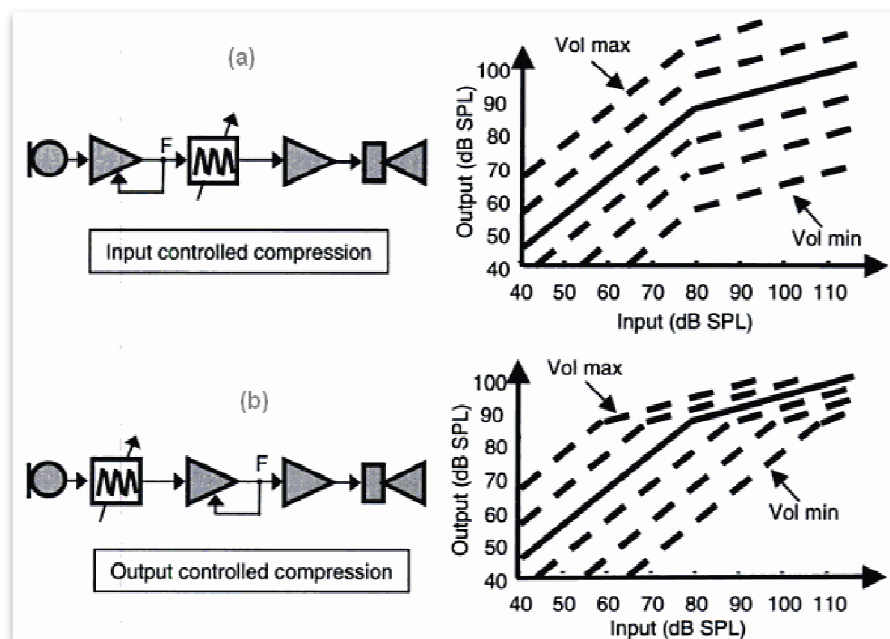 (a)
F
Input controlled compression
Vol max
Vol min
Output (dB SPL)
100
90
80
70
60
50
40
40 50 60 70 80 90 100 110
Input (dB SPL)
(b)
F
Output controlled compression
Vol max
Vol min
Output (dB SPL)
100
90
80
70
60
50
40
40 50 60 70 80 90 100 110
Input (dB SPL)